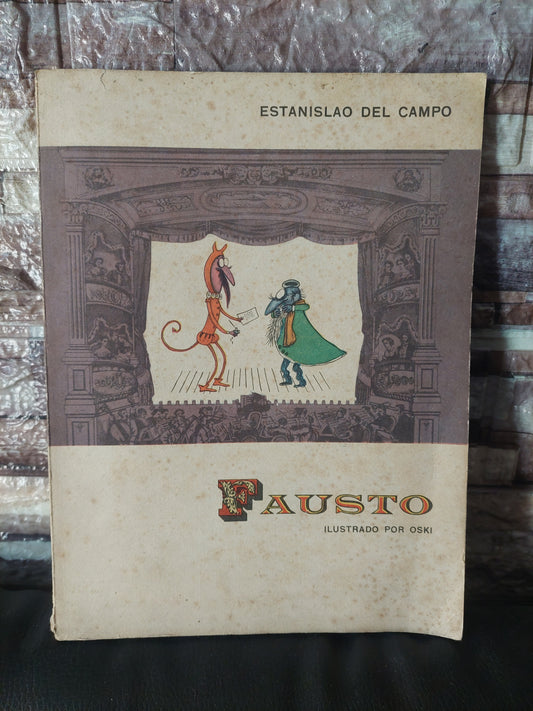 ESTANISLAO DEL CAMPO
FAUSTO
ILUSTRADO POR OSKI